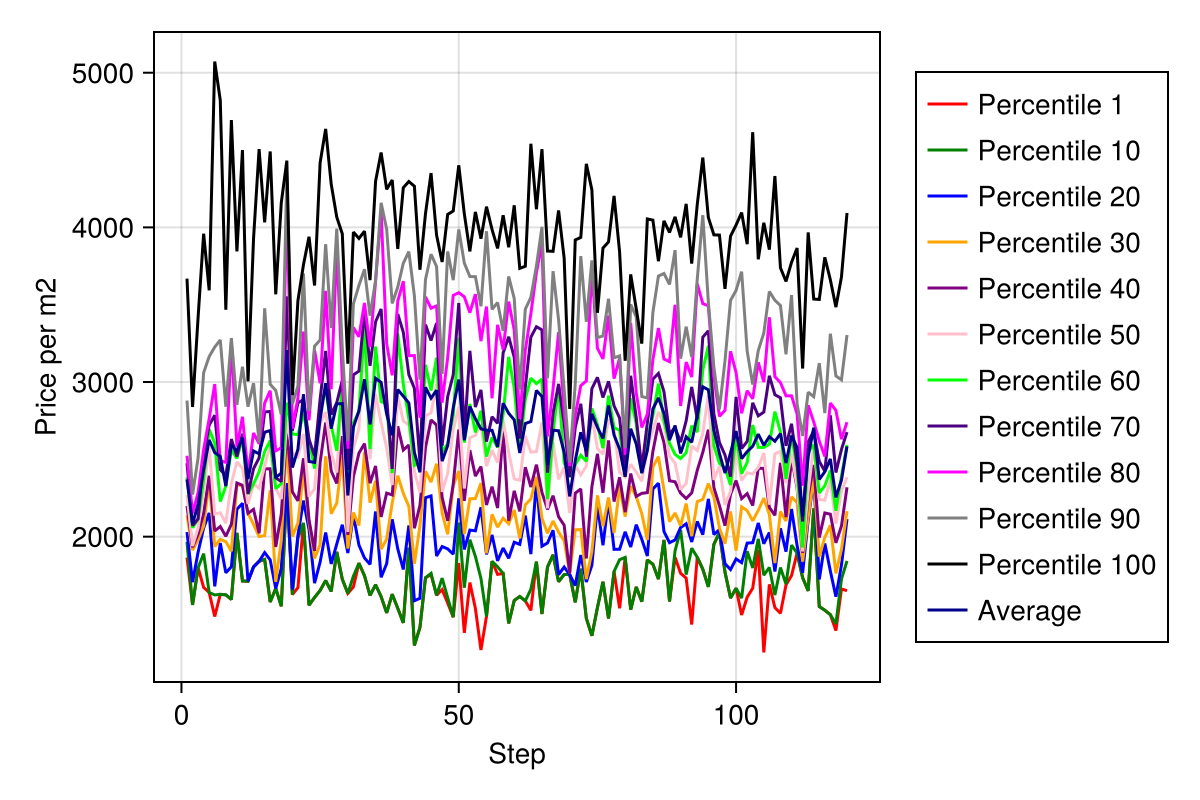 5000
4000
3000
2000
Price per m2
0
50
100
Step
Percentile 1
Percentile 10
Percentile 20
Percentile 30
Percentile 40
Percentile 50
Percentile 60
Percentile 70
Percentile 80
Percentile 90
Percentile 100
Average